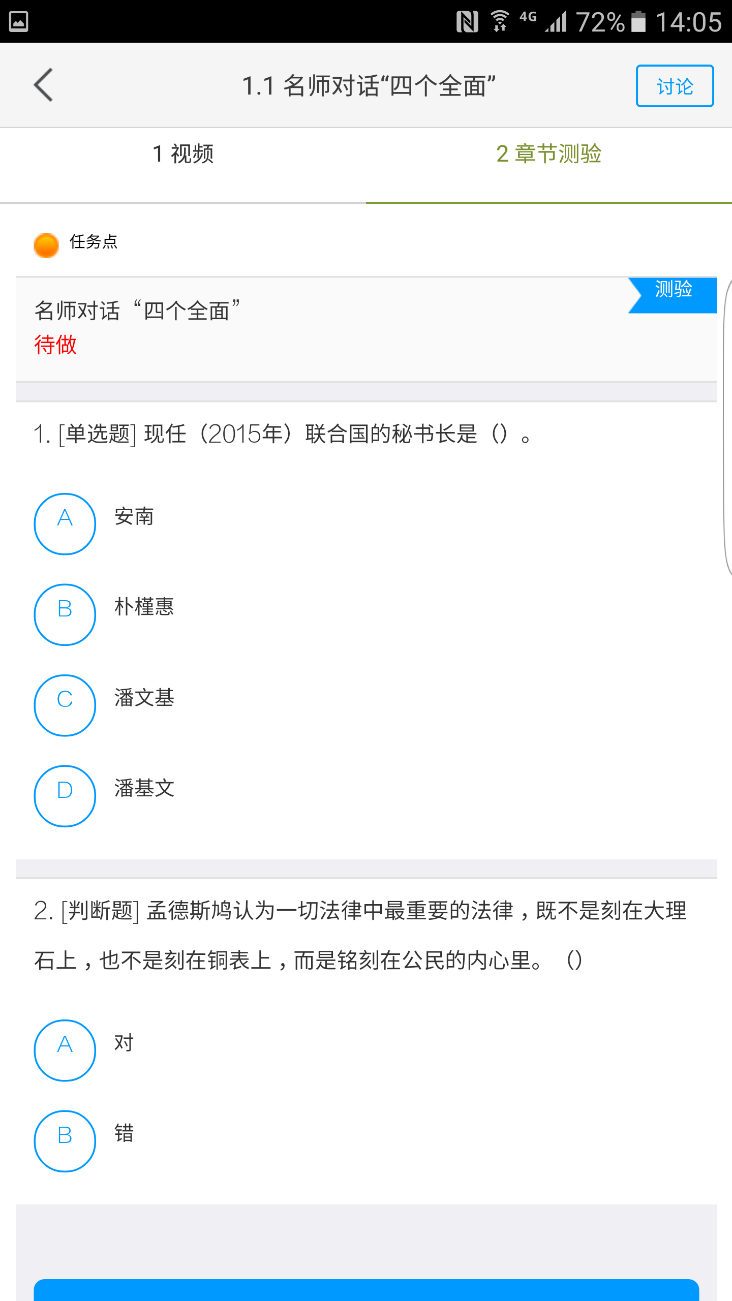 4G 72% 14:05
1.1 名师对话“四个全面” 讨论
1 视频 2 章节测验
任务点
测验
名师对话“四个全面”
待做
1. [单选题] 现任（2015年）联合国的秘书长是（）。
A 安南
B 朴槿惠
C 潘文基
D 潘基文
2. [判断题] 孟德斯鸠认为一切法律中最重要的法律，既不是刻在大理
石上，也不是刻在铜表上，而是铭刻在公民的内心里。（）
A 对
B 错